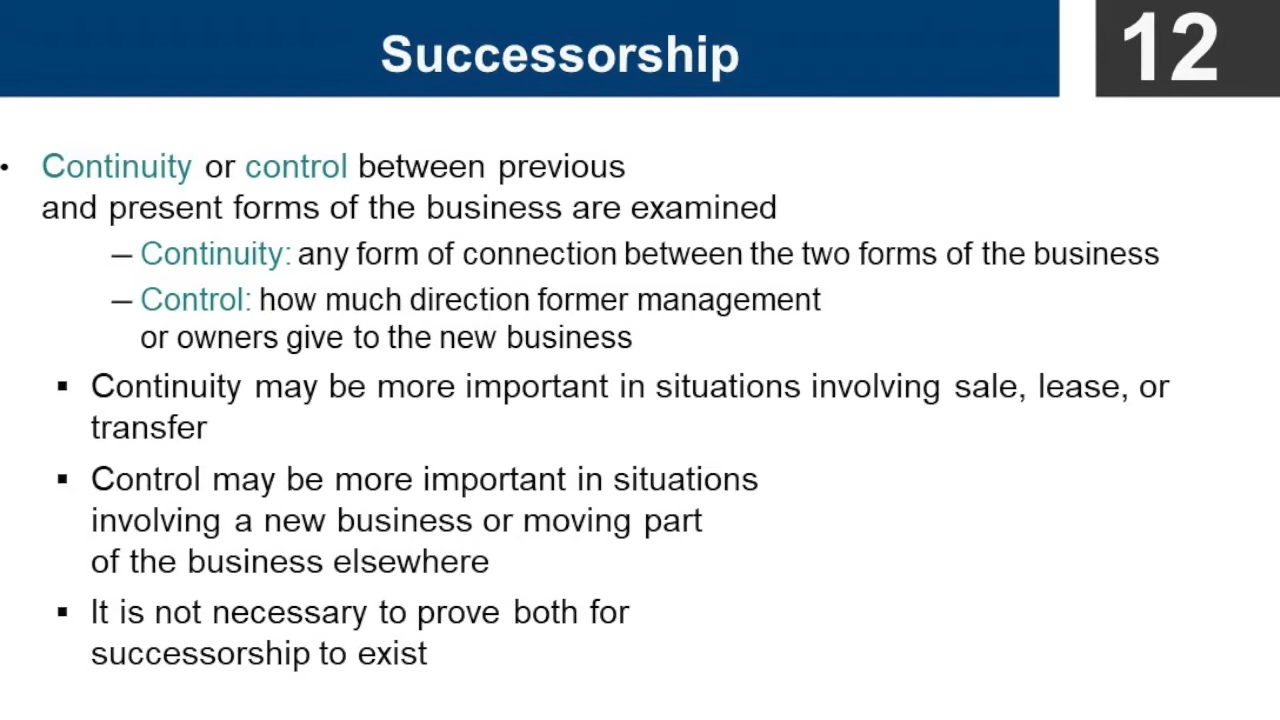 Successorship
12
• Continuity or control between previous
and present forms of the business are examined
– Continuity: any form of connection between the two forms of the business
– Control: how much direction former management
or owners give to the new business
▪ Continuity may be more important in situations involving sale, lease, or
transfer
▪ Control may be more important in situations
involving a new business or moving part
of the business elsewhere
▪ It is not necessary to prove both for
successorship to exist